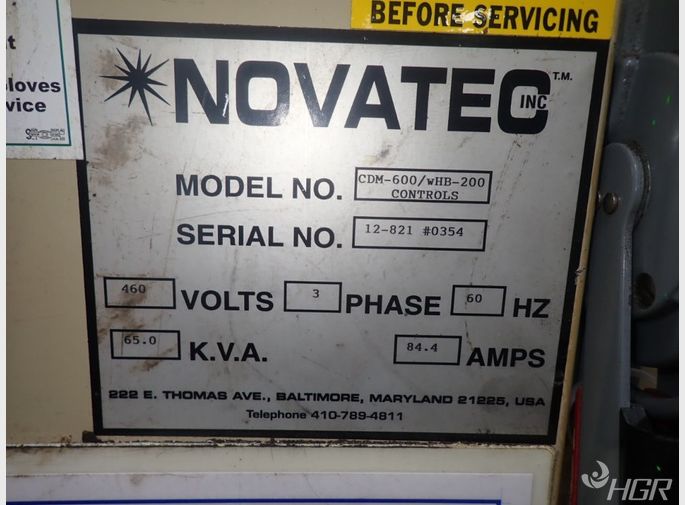 BEFORE SERVICING
t
loves
vice
NOVATEC INC T.M.
MODEL NO. CDM-600/wHB-200
CONTROLS
SERIAL NO. 12-821 #0354
460 VOLTS 3 PHASE 60 HZ
65.0 K.V.A. 84.4 AMPS
222 E. THOMAS AVE., BALTIMORE, MARYLAND 21225, USA
Telephone 410-789-4811
HGR